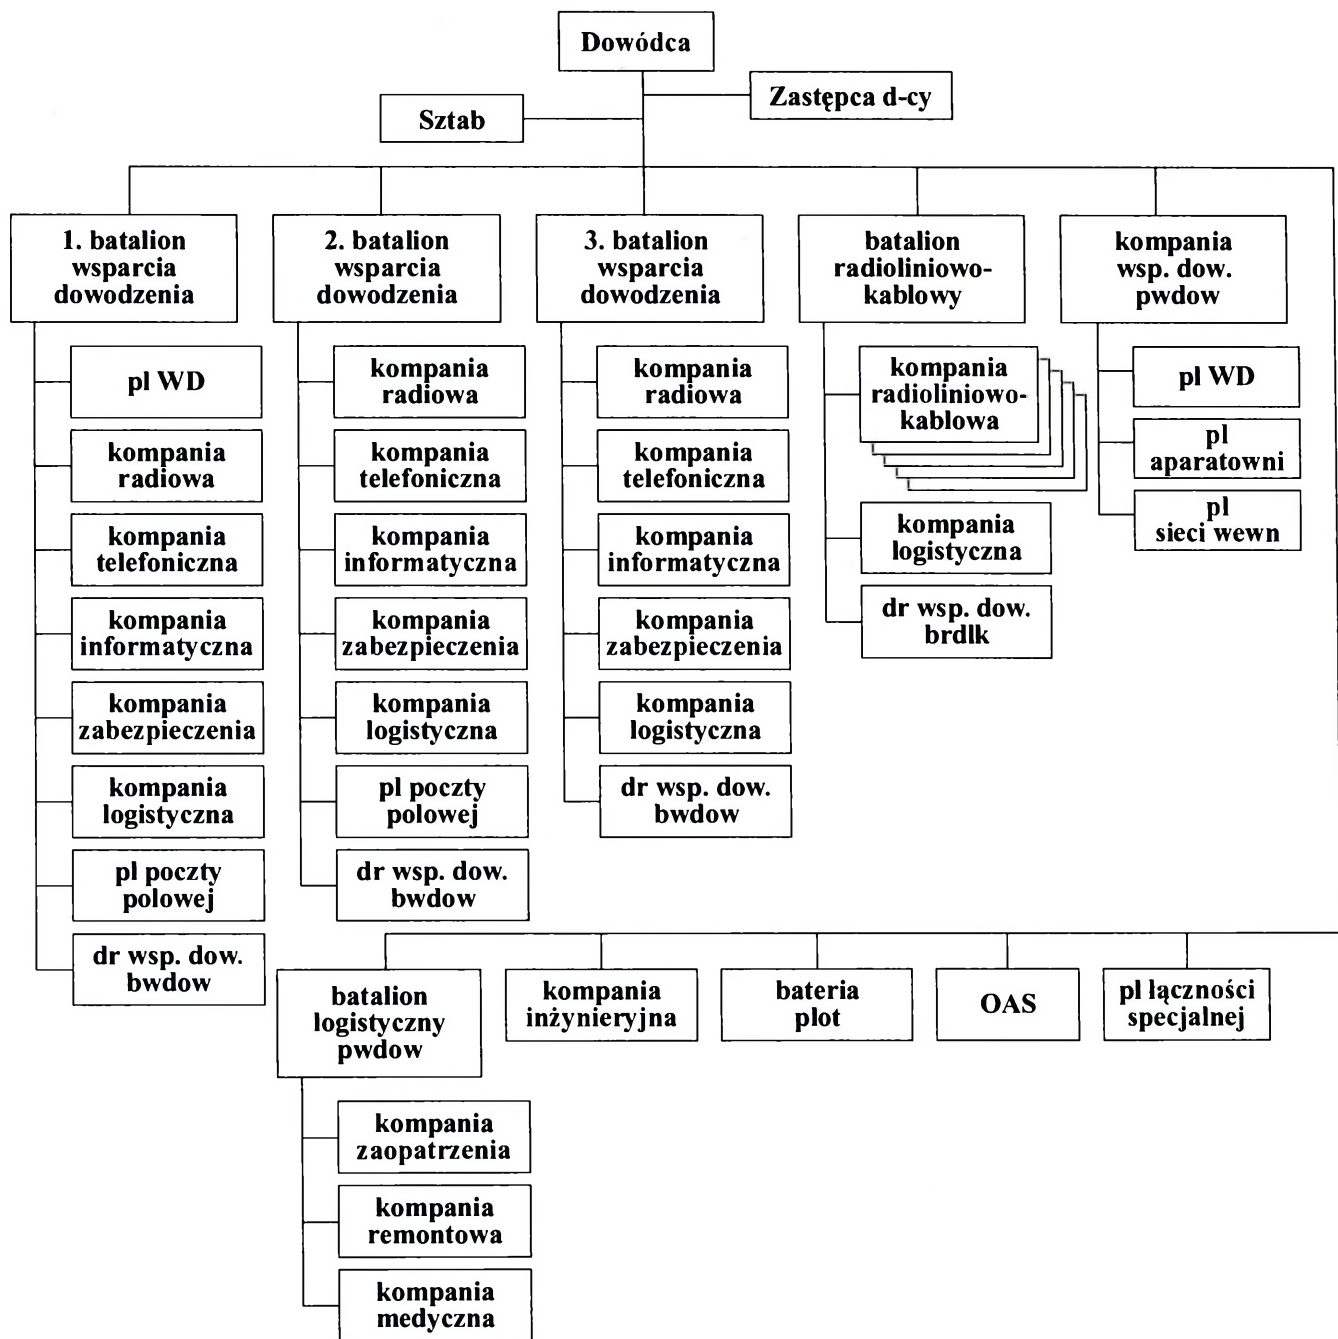 Dowódca
Zastępca d-cy
Sztab
1. batalion
wsparcia
dowodzenia
pl WD
kompania
radiowa
kompania
telefoniczna
kompania
informatyczna
kompania
zabezpieczenia
kompania
logistyczna
pl poczty
polowej
dr wsp. dow.
bwdow
2. batalion
wsparcia
dowodzenia
kompania
radiowa
kompania
telefoniczna
kompania
informatyczna
kompania
zabezpieczenia
kompania
logistyczna
pl poczty
polowej
dr wsp. dow.
bwdow
3. batalion
wsparcia
dowodzenia
kompania
radiowa
kompania
telefoniczna
kompania
informatyczna
kompania
zabezpieczenia
kompania
logistyczna
dr wsp. dow.
bwdow
batalion
radioliniowo-
kablowy
kompania
radioliniowo-
kablowa
kompania
logistyczna
dr wsp. dow.
brdlk
kompania
wsp. dow.
pwdow
pl WD
pl
aparatowni
pl
sieci wewn
batalion
logistyczny
pwdow
kompania
zaopatrzenia
kompania
remontowa
kompania
medyczna
kompania
inżynieryjna
bateria
plot
OAS
pl łączności
specjalnej